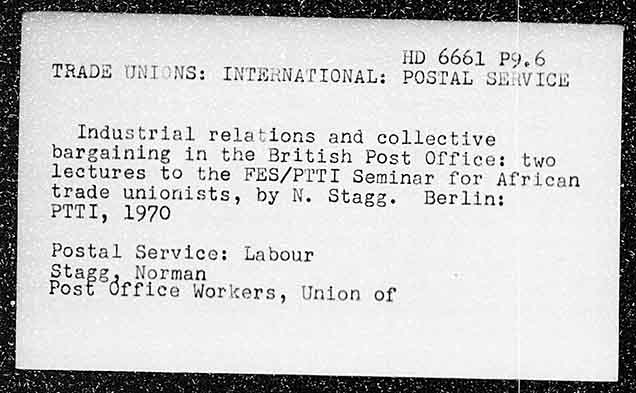 HD 6661 P9.6
TRADE UNIONS: INTERNATIONAL: POSTAL SERVICE
Industrial relations and collective
bargaining in the British Post Office: two
lectures to the FES/PTTI Seminar for African
trade unionists, by N. Stagg. Berlin:
PTTI, 1970
Postal Service: Labour
Stagg, Norman
Post Office Workers, Union of